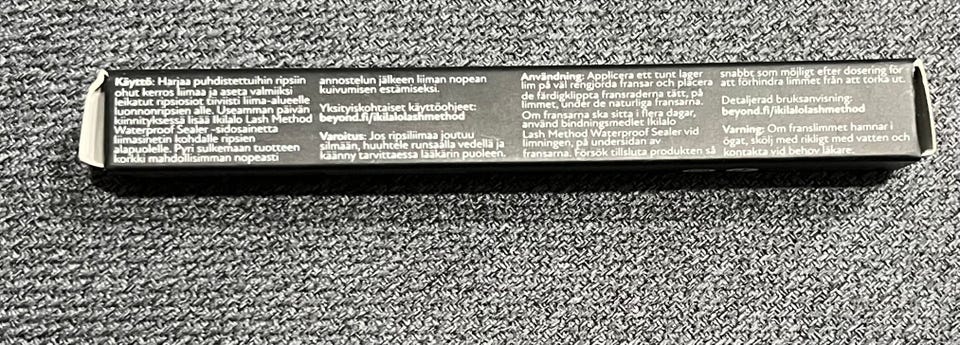 Käyttö: Harjaa puhdistettuihin ripsiin
ohut kerros liimaa ja aseta valmiiksi
leikatut ripsiosiot tiiviisti liima-alueelle
luonnonripsien alle. Useamman päivän
kiinnityksessä lisää Ikilalo Lash Method
Waterproof Sealer -sidosainetta
liimasrietin kohdalle ripsien
alapuolelle. Pyri sulkemaan tuotteen
korkki mahdollisimman nopeasti
annostelun jälkeen liiman nopean
kuivumisen estämiseksi.
Yksityiskohtaiset käyttöohjeet:
beyond.fi/ikilalolashmethod
Varoitus: Jos ripsiliimaa joutuu
silmään, huuhtele runsaalla vedellä ja
käänny tarvittaessa lääkärin puoleen.
Användning: Applicera ett tunt lager
lim på väl rengjorda fransar och placera
de färdigklippta fransraderna tätt, på
limmet, under de naturliga fransarna.
Om fransarna ska sitta i flera dagar,
använd bindningsmedlet Ikilalo
Lash Method Waterproof Sealer vid
limningen, på undersidan av
fransarna. Försök tillsluta produkten så
snabbt som möjligt efter dosering för
att förhindra limmet från att torka ut.
Detaljerad bruksanvisning:
beyond.fi/ikilalolashmethod
Varning: Om franslimmet hamnar i
ögat, skölj med rikligt med vatten och
kontakta vid behov läkare.